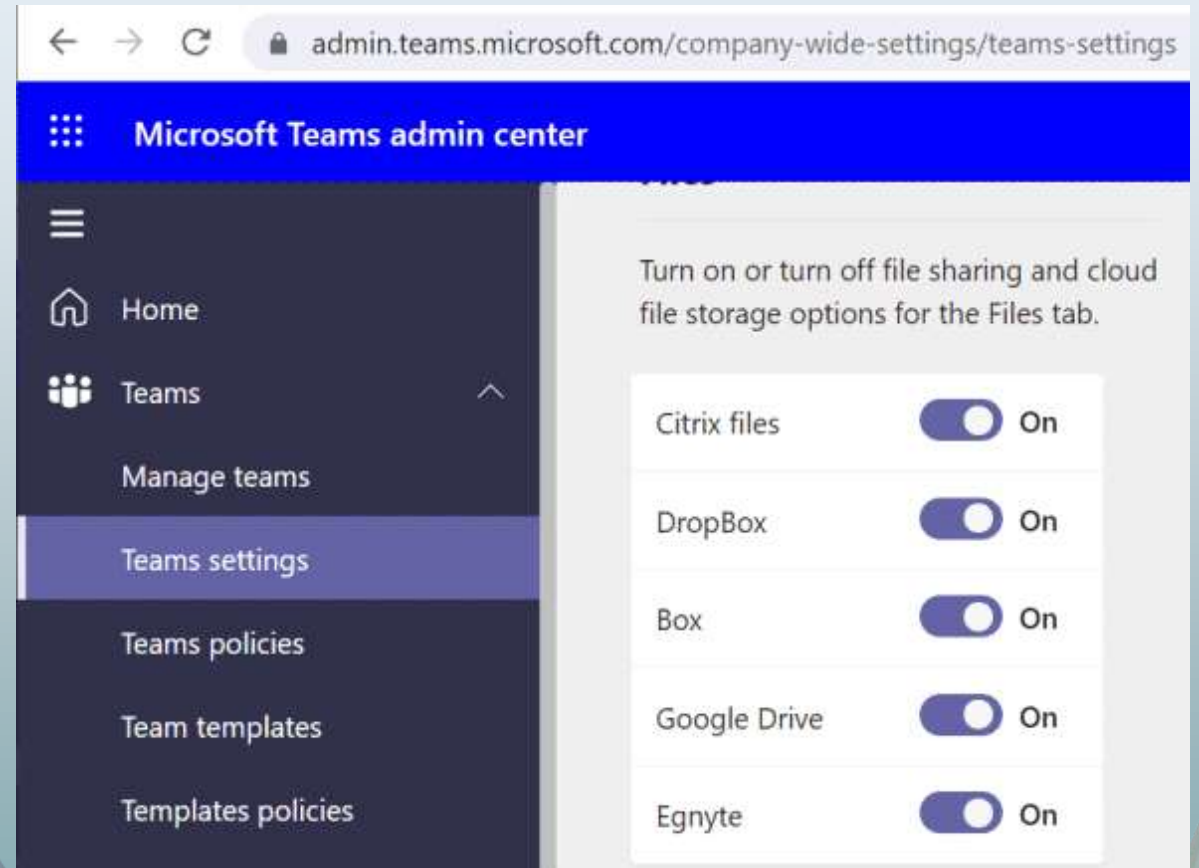 admin.teams.microsoft.com/company-wide-settings/teams-settings
Microsoft Teams admin center
Home
Teams
Manage teams
Teams settings
Teams policies
Team templates
Templates policies
Turn on or turn off file sharing and cloud
file storage options for the Files tab.
Citrix files On
DropBox On
Box On
Google Drive On
Egnyte On